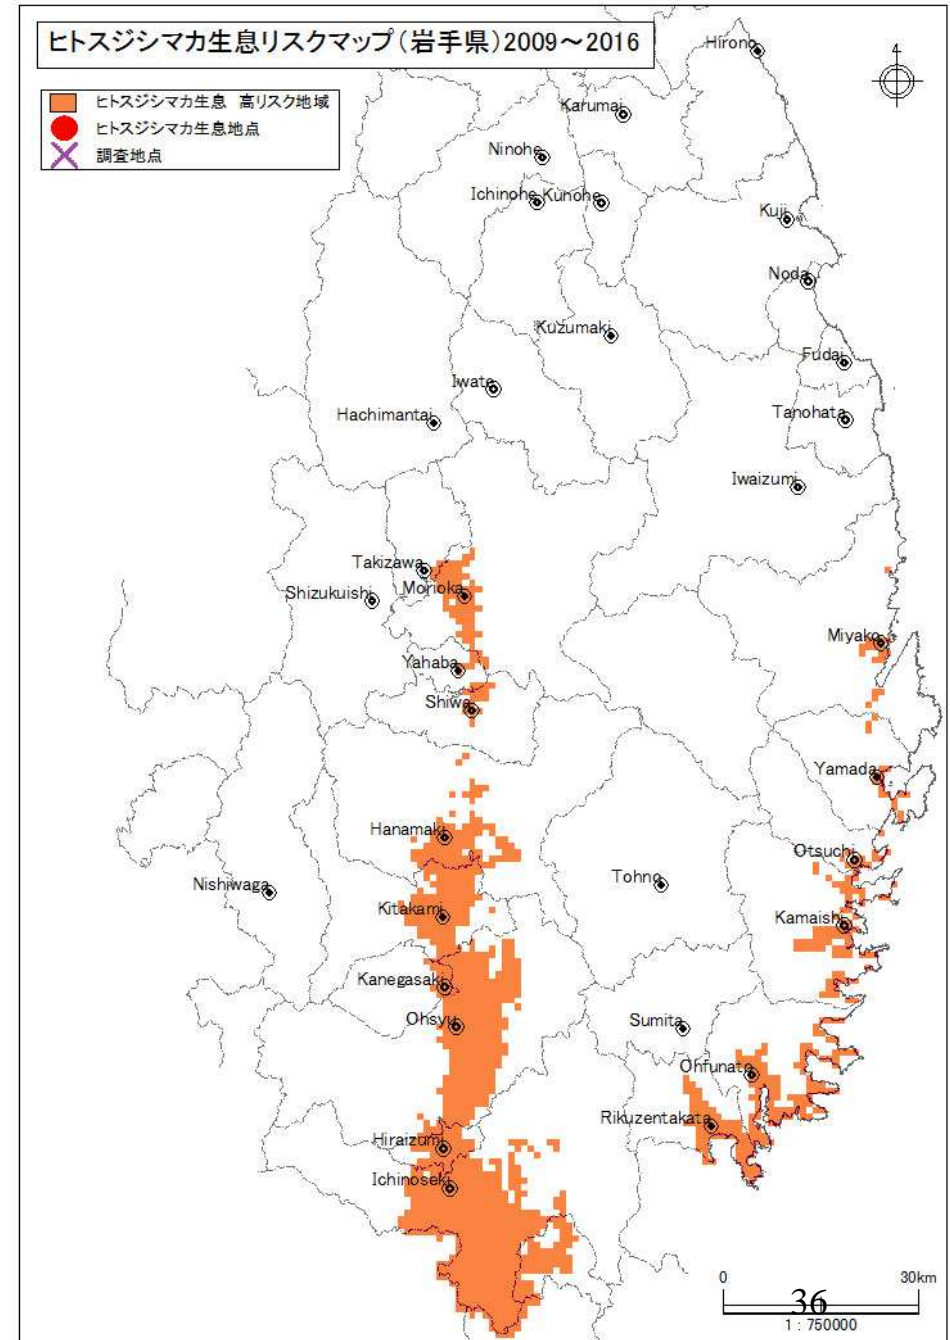 ヒトスジシマカ生息リスクマップ（岩手県）2009～2016
4
ヒトスジシマカ生息 高リスク地域
ヒトスジシマカ生息地点
調査地点
Hirono
Karumai
Ninohe
Ichinohe
Kunohe
Kuji
Noda
Kuzumaki
Fudai
Iwate
Hachimantai
Tanohata
Iwaizumi
Takizawa
Morioka
Shizukuishi
Miyako
Yahaba
Shiwa
Yamada
Hanamaki
Otsuchi
Nishiwaga
Tohno
Kitakami
Kamaishi
Kanegasaki
Ohsyu
Sumita
Ohfunato
Rikuzentakata
Hiraizumi
Ichinoseki
0 30km
36
1 : 750000